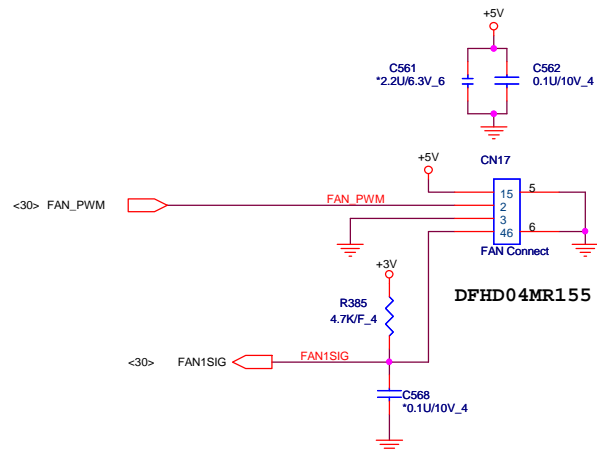 +5V
C561
*2.2U/6.3V_6
C562
0.1U/10V_4
+5V
CN17
<30> FAN_PWM
FAN_PWM
15
5
2
3
46
6
FAN Connect
+3V
DFHD04MR155
R385
4.7K/F_4
<30> FAN1SIG
FAN1SIG
C568
*0.1U/10V_4